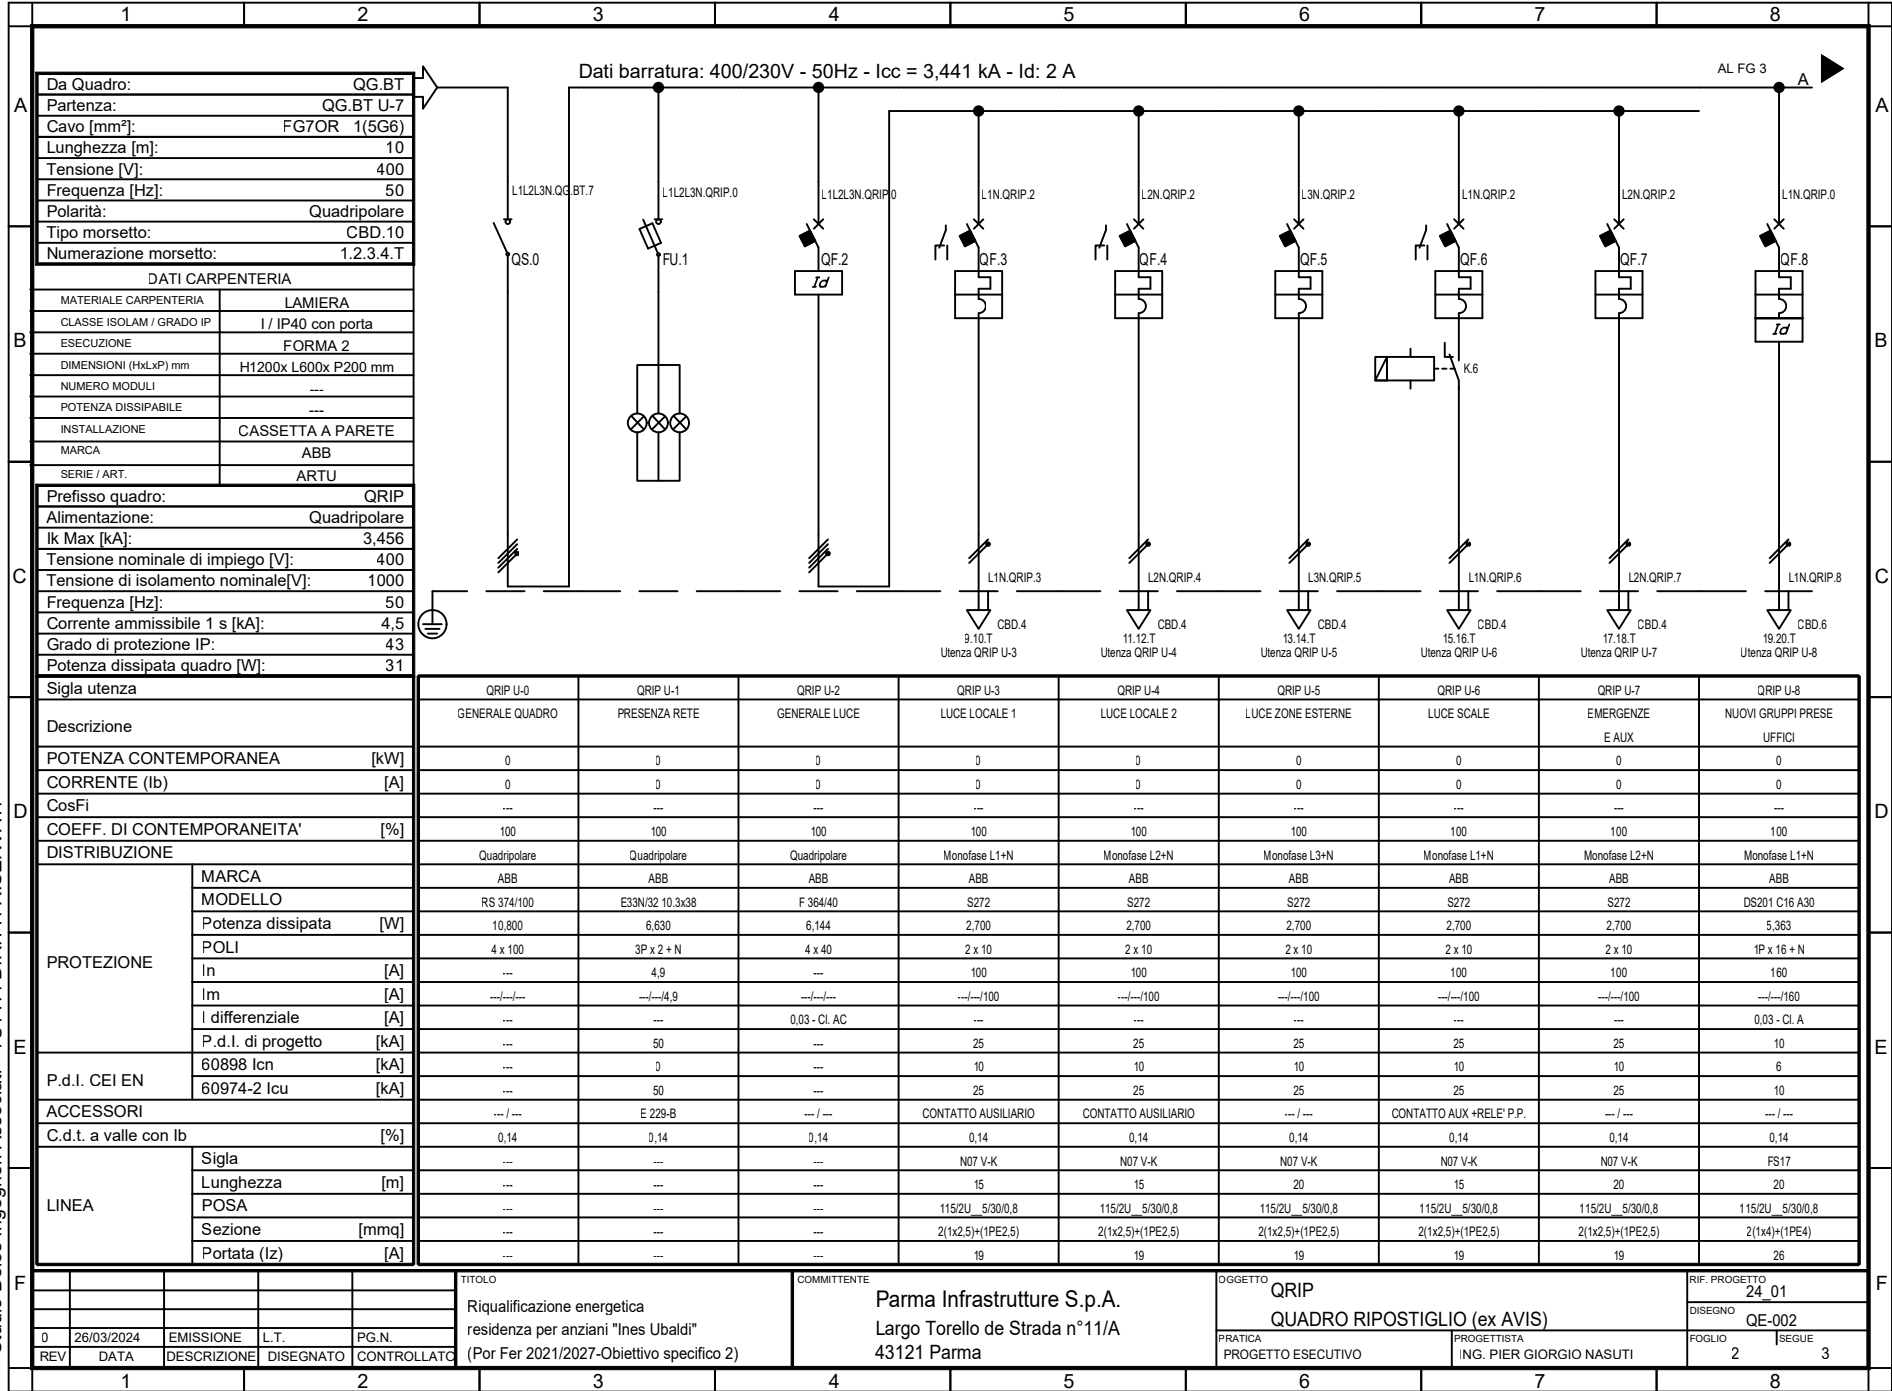 1 2 3 4 5 6 7 8
Dati barratura: 400/230V - 50Hz - Icc = 3,441 kA - Id: 2 A
AL FG 3
A
Da Quadro: QG.BT
Partenza: QG.BT U-7
Cavo [mm²]: FG7OR 1(5G6)
Lunghezza [m]: 10
Tensione [V]: 400
Frequenza [Hz]: 50
Polarità: Quadripolare
Tipo morsetto: CBD.10
Numerazione morsetto: 1.2.3.4.T
DATI CARPENTERIA
MATERIALE CARPENTERIA LAMIERA
CLASSE ISOLAM / GRADO IP I / IP40 con porta
ESECUZIONE FORMA 2
DIMENSIONI (HxLxP) mm H1200x L600x P200 mm
NUMERO MODULI ---
POTENZA DISSIPABILE ---
INSTALLAZIONE CASSETTA A PARETE
MARCA ABB
SERIE / ART. ARTU
Prefisso quadro: QRIP
Alimentazione: Quadripolare
Ik Max [kA]: 3,456
Tensione nominale di impiego [V]: 400
Tensione di isolamento nominale[V]: 1000
Frequenza [Hz]: 50
Corrente ammissibile 1 s [kA]: 4,5
Grado di protezione IP: 43
Potenza dissipata quadro [W]: 31
L1L2L3N.QG.BT.7 L1L2L3N.QRIP.0 L1L2L3N.QRIP.0 L1N.QRIP.2 L2N.QRIP.2 L3N.QRIP.2 L1N.QRIP.2 L2N.QRIP.2 L1N.QRIP.0
QS.0 FU.1 QF.2 QF.3 QF.4 QF.5 QF.6 QF.7 QF.8
Id
Id
K.6
L1N.QRIP.3 L2N.QRIP.4 L3N.QRIP.5 L1N.QRIP.6 L2N.QRIP.7 L1N.QRIP.8
CBD.4 CBD.4 CBD.4 CBD.4 CBD.4 CBD.6
9.10.T 11.12.T 13.14.T 15.16.T 17.18.T 19.20.T
Utenza QRIP U-3 Utenza QRIP U-4 Utenza QRIP U-5 Utenza QRIP U-6 Utenza QRIP U-7 Utenza QRIP U-8
Sigla utenza QRIP U-0 QRIP U-1 QRIP U-2 QRIP U-3 QRIP U-4 QRIP U-5 QRIP U-6 QRIP U-7 QRIP U-8
Descrizione GENERALE QUADRO PRESENZA RETE GENERALE LUCE LUCE LOCALE 1 LUCE LOCALE 2 LUCE ZONE ESTERNE LUCE SCALE EMERGENZE NUOVI GRUPPI PRESE
E AUX UFFICI
POTENZA CONTEMPORANEA [kW] 0 0 0 0 0 0 0 0 0
CORRENTE (Ib) [A] 0 0 0 0 0 0 0 0 0
CosFi --- --- --- --- --- --- --- --- ---
COEFF. DI CONTEMPORANEITA' [%] 100 100 100 100 100 100 100 100 100
DISTRIBUZIONE Quadripolare Quadripolare Quadripolare Monofase L1+N Monofase L2+N Monofase L3+N Monofase L1+N Monofase L2+N Monofase L1+N
PROTEZIONE
MARCA ABB ABB ABB ABB ABB ABB ABB ABB ABB
MODELLO RS 374/100 E33N/32 10.3x38 F 364/40 S272 S272 S272 S272 S272 DS201 C16 A30
Potenza dissipata [W] 10,800 6,630 6,144 2,700 2,700 2,700 2,700 2,700 5,363
POLI 4 x 100 3P x 2 + N 4 x 40 2 x 10 2 x 10 2 x 10 2 x 10 2 x 10 1P x 16 + N
In [A] --- 4,9 --- 100 100 100 100 100 160
Im [A] ---/---/--- ---/---/4,9 ---/---/--- ---/---/100 ---/---/100 ---/---/100 ---/---/100 ---/---/100 ---/---/160
I differenziale [A] --- --- 0,03 - Cl. AC --- --- --- --- --- 0,03 - Cl. A
P.d.I. di progetto [kA] --- 50 --- 25 25 25 25 25 10
P.d.I. CEI EN
60898 Icn [kA] --- 0 --- 10 10 10 10 10 6
60974-2 Icu [kA] --- 50 --- 25 25 25 25 25 10
ACCESSORI --- / --- E 229-B --- / --- CONTATTO AUSILIARIO CONTATTO AUSILIARIO --- / --- CONTATTO AUX +RELE' P.P. --- / --- --- / ---
C.d.t. a valle con Ib [%] 0,14 0,14 0,14 0,14 0,14 0,14 0,14 0,14 0,14
LINEA
Sigla --- --- --- N07 V-K N07 V-K N07 V-K N07 V-K N07 V-K FS17
Lunghezza [m] --- --- --- 15 15 20 15 20 20
POSA --- --- --- 115/2U__5/30/0,8 115/2U__5/30/0,8 115/2U__5/30/0,8 115/2U__5/30/0,8 115/2U__5/30/0,8 115/2U__5/30/0,8
Sezione [mmq] --- --- --- 2(1x2,5)+(1PE2,5) 2(1x2,5)+(1PE2,5) 2(1x2,5)+(1PE2,5) 2(1x2,5)+(1PE2,5) 2(1x2,5)+(1PE2,5) 2(1x4)+(1PE4)
Portata (Iz) [A] --- --- --- 19 19 19 19 19 26
0 26/03/2024 EMISSIONE L.T. PG.N.
REV DATA DESCRIZIONE DISEGNATO CONTROLLATO
TITOLO
Riqualificazione energetica
residenza per anziani "Ines Ubaldi"
(Por Fer 2021/2027-Obiettivo specifico 2)
COMMITTENTE
Parma Infrastrutture S.p.A.
Largo Torello de Strada n°11/A
43121 Parma
OGGETTO QRIP
QUADRO RIPOSTIGLIO (ex AVIS)
PRATICA
PROGETTO ESECUTIVO
PROGETTISTA
ING. PIER GIORGIO NASUTI
RIF. PROGETTO
24_01
DISEGNO
QE-002
FOGLIO
2
SEGUE
3
A B C D E F
A B C D E F
1 2 3 4 5 6 7 8